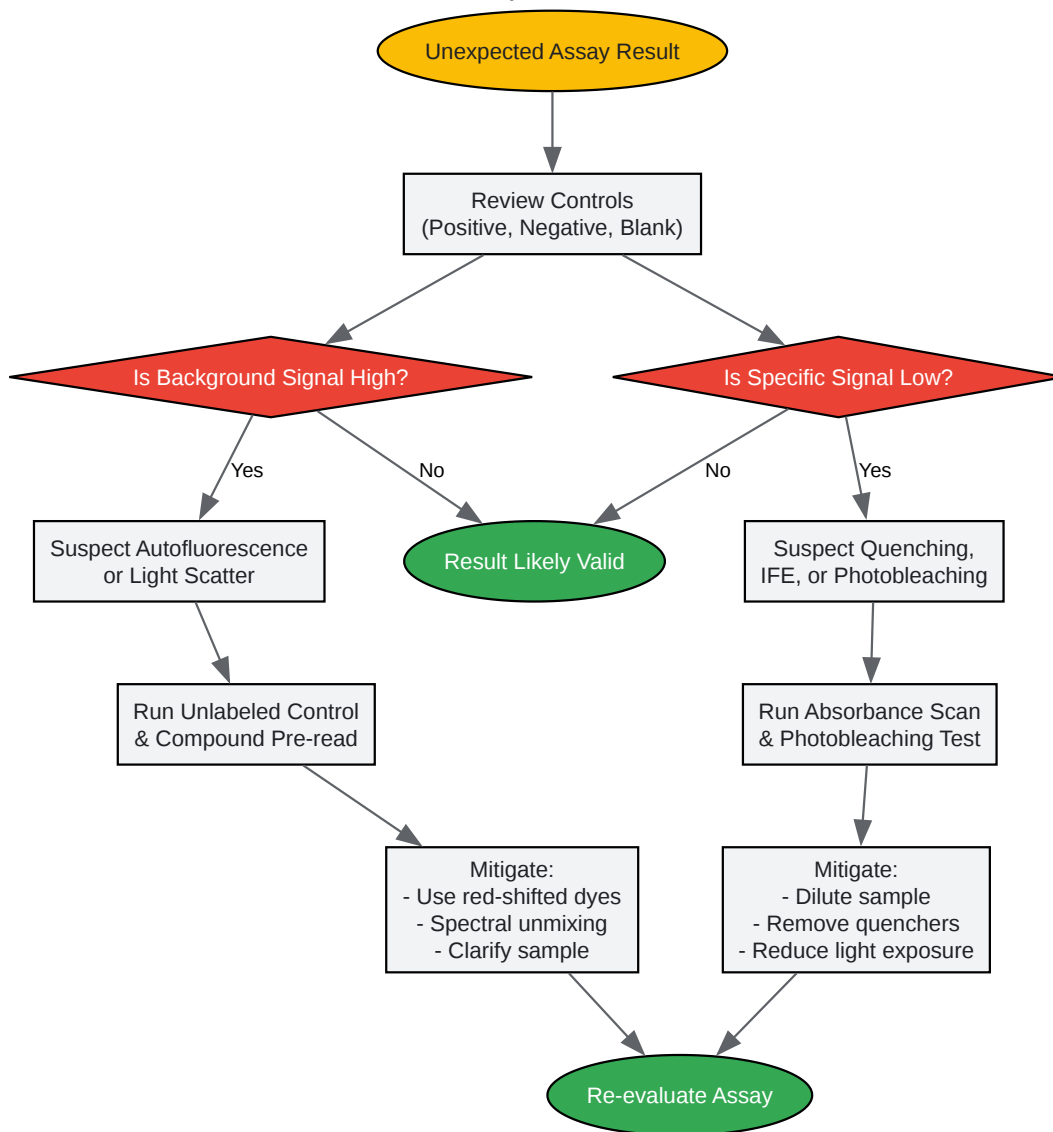 Unexpected Assay Result
Review Controls
(Positive, Negative, Blank)
Is Background Signal High?
Is Specific Signal Low?
Yes
No
No
Yes
Suspect Autofluorescence
or Light Scatter
Result Likely Valid
Suspect Quenching,
IFE, or Photobleaching
Run Unlabeled Control
& Compound Pre-read
Run Absorbance Scan
& Photobleaching Test
Mitigate:
- Use red-shifted dyes
- Spectral unmixing
- Clarify sample
Mitigate:
- Dilute sample
- Remove quenchers
- Reduce light exposure
Re-evaluate Assay